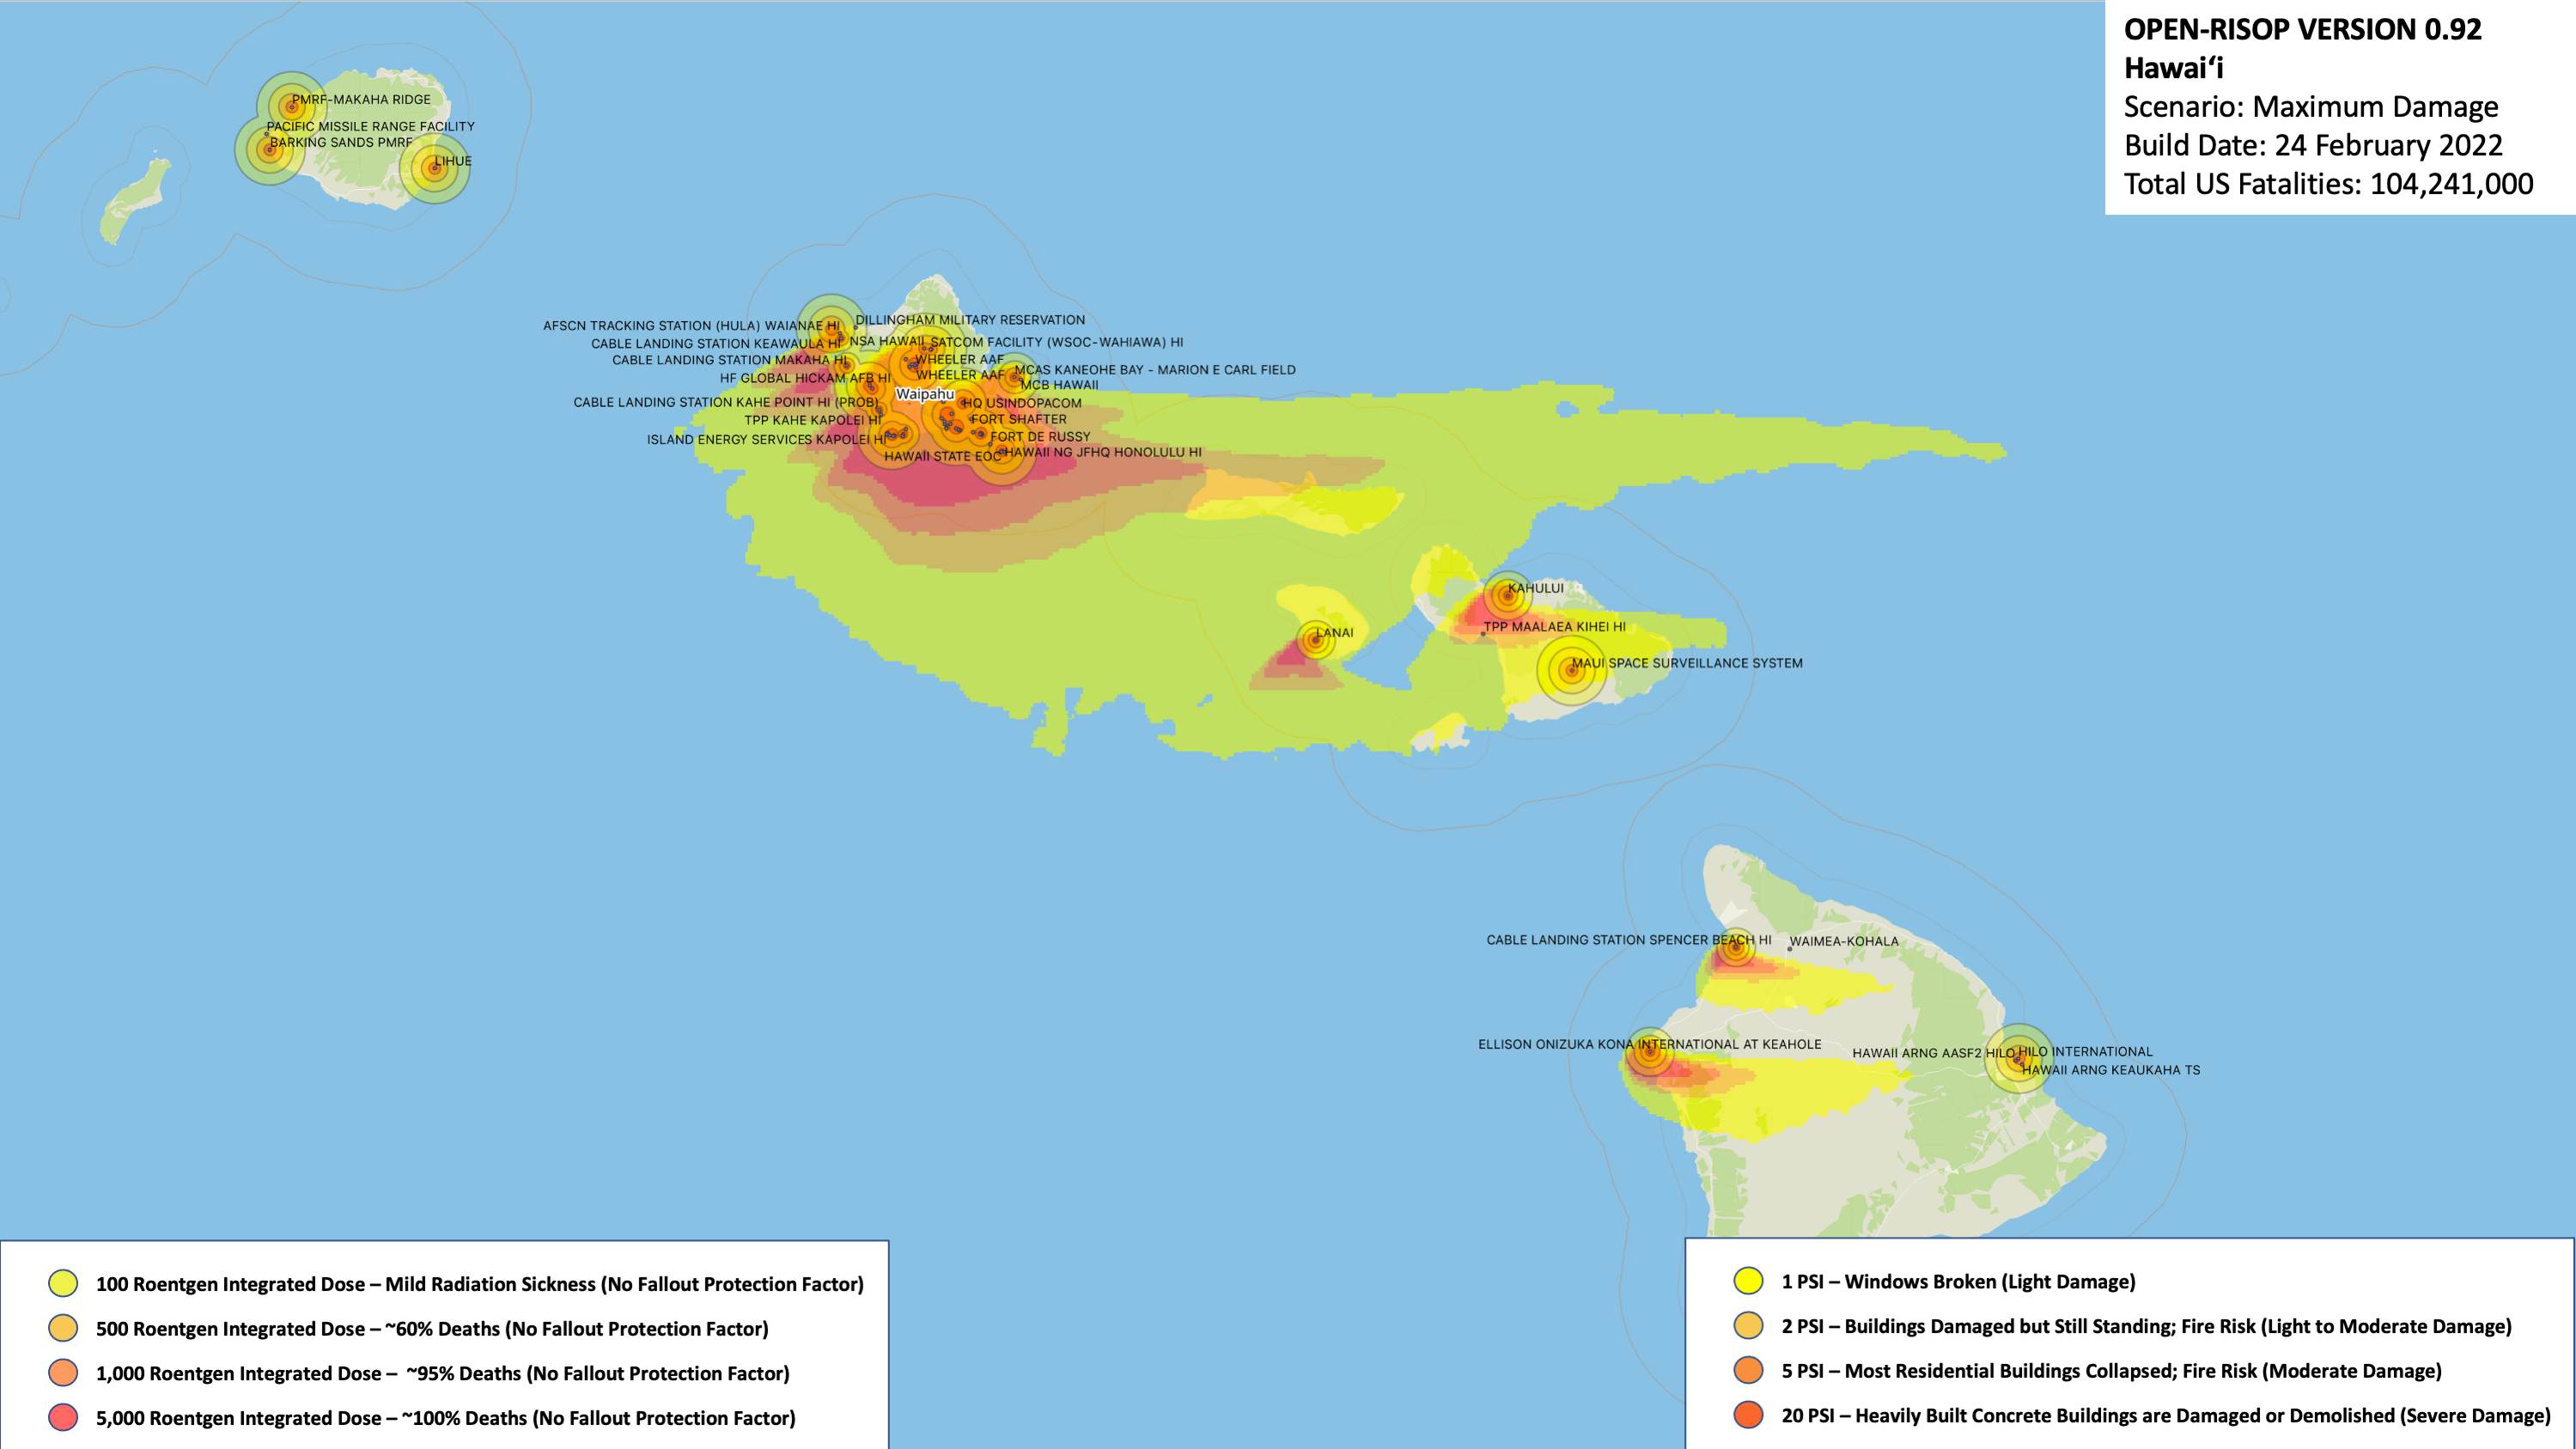 OPEN-RISOP VERSION 0.92
Hawai‘i
Scenario: Maximum Damage
Build Date: 24 February 2022
Total US Fatalities: 104,241,000
PMRF-MAKAHA RIDGE
PACIFIC MISSILE RANGE FACILITY
BARKING SANDS PMRF
LIHUE
DILLINGHAM MILITARY RESERVATION
AFSCN TRACKING STATION (HULA) WAIANAE HI
CABLE LANDING STATION KEAWAULA HI
NSA HAWAII
SATCOM FACILITY (WSOC-WAHIAWA) HI
CABLE LANDING STATION MAKAHA HI
WHEELER AAF
HF GLOBAL HICKAM AFB HI
WHEELER AAF
MCAS KANEOHE BAY - MARION E CARL FIELD
MCB HAWAII
Waipahu
CABLE LANDING STATION KAHE POINT HI (PROB)
HQ USINDOPACOM
TPP KAHE KAPOLEI HI
FORT SHAFTER
ISLAND ENERGY SERVICES KAPOLEI HI
FORT DE RUSSY
HAWAII STATE EOC
HAWAII NG JFHQ HONOLULU HI
KAHULUI
TPP MAALAEA KIHEI HI
LANAI
MAUI SPACE SURVEILLANCE SYSTEM
CABLE LANDING STATION SPENCER BEACH HI
WAIMEA-KOHALA
ELLISON ONIZUKA KONA INTERNATIONAL AT KEAHOLE
HAWAII ARNG AASF2 HILO
HILO INTERNATIONAL
HAWAII ARNG KEAUKAHA TS
100 Roentgen Integrated Dose – Mild Radiation Sickness (No Fallout Protection Factor)
500 Roentgen Integrated Dose – ~60% Deaths (No Fallout Protection Factor)
1,000 Roentgen Integrated Dose – ~95% Deaths (No Fallout Protection Factor)
5,000 Roentgen Integrated Dose – ~100% Deaths (No Fallout Protection Factor)
1 PSI – Windows Broken (Light Damage)
2 PSI – Buildings Damaged but Still Standing; Fire Risk (Light to Moderate Damage)
5 PSI – Most Residential Buildings Collapsed; Fire Risk (Moderate Damage)
20 PSI – Heavily Built Concrete Buildings are Damaged or Demolished (Severe Damage)